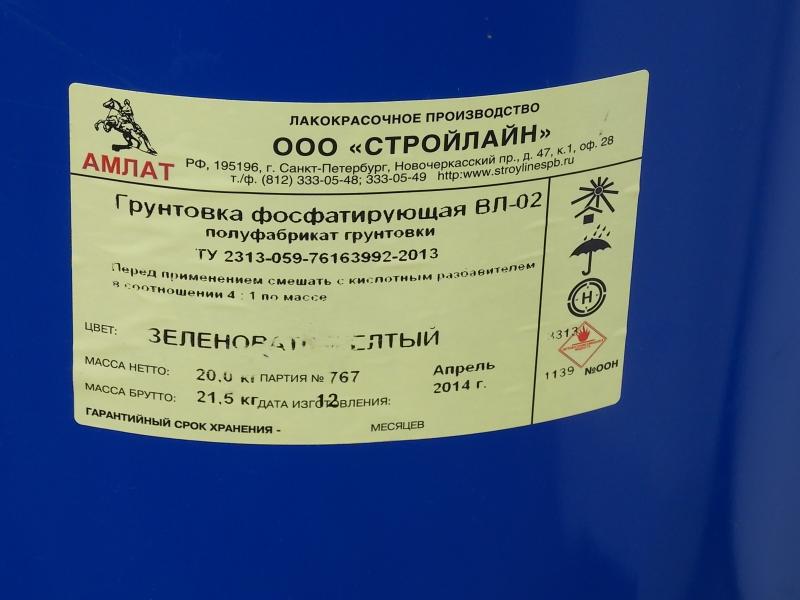 АМЛАТ
ЛАКОКРАСОЧНОЕ ПРОИЗВОДСТВО
ООО «СТРОЙЛАЙН»
РФ, 195196, г. Санкт-Петербург, Новочеркасский пр., д. 47, к.1, оф. 28
т./ф. (812) 333-05-48; 333-05-49 http:www.stroylinespb.ru
Грунтовка фосфатирующая ВЛ-02
полуфабрикат грунтовки
ТУ 2313-059-76163992-2013
Перед применением смешать с кислотным разбавителем
в соотношении 4 : 1 по массе
ЦВЕТ:
МАССА НЕТТО: 20,0 кг ПАРТИЯ № 767
МАССА БРУТТО: 21,5 кг ДАТА ИЗГОТОВЛЕНИЯ:
Апрель
2014 г.
12
ГАРАНТИЙНЫЙ СРОК ХРАНЕНИЯ - МЕСЯЦЕВ
Н
3313
1139 №ООН